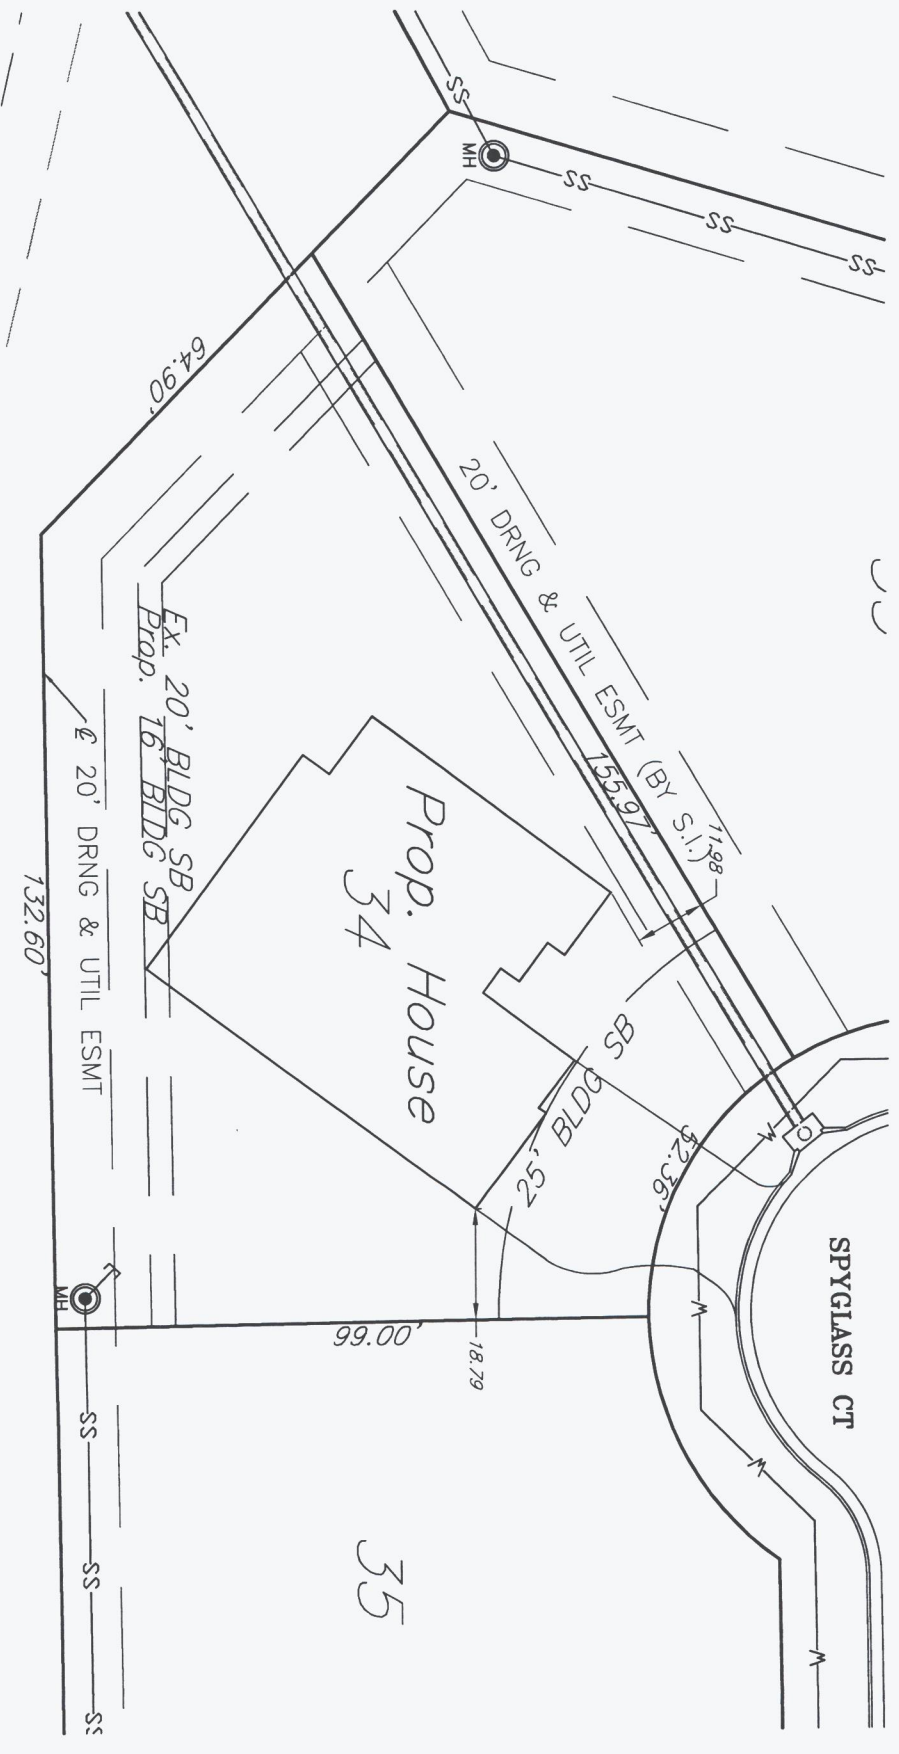 SS
MH
SS
SS
SS
64.90'
20' DRNG & UTIL ESMT (BY S.I.)
155.97'
11.98
Ex. 20' BLDG SB
Prop. 16' BLDG SB
℄ 20' DRNG & UTIL ESMT
132.60'
Prop. House
34
25' BLDG SB
52.36'
W
W
W
W
SPYGLASS CT
MH
99.00'
18.79
35
SS
SS
SS